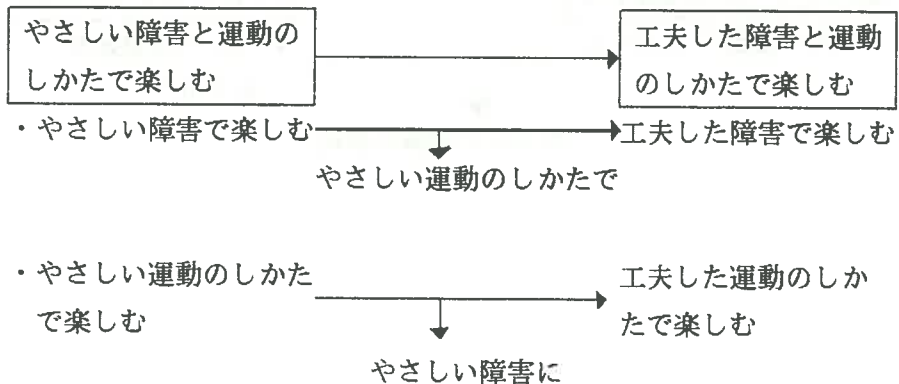 やさしい障害と運動の
しかたで楽しむ
工夫した障害と運動
のしかたで楽しむ
・やさしい障害で楽しむ
工夫した障害で楽しむ
やさしい運動のしかたで
・やさしい運動のしかた
で楽しむ
工夫した運動のしか
たで楽しむ
やさしい障害に